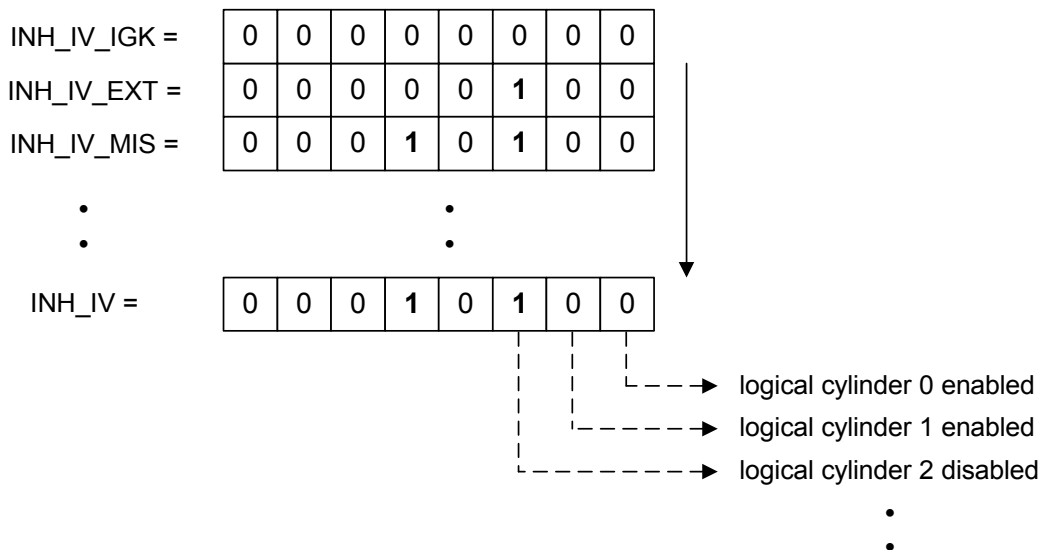 INH_IV_IGK = 0 0 0 0 0 0 0 0
INH_IV_EXT = 0 0 0 0 0 1 0 0
INH_IV_MIS = 0 0 0 1 0 1 0 0
INH_IV = 0 0 0 1 0 1 0 0
logical cylinder 0 enabled
logical cylinder 1 enabled
logical cylinder 2 disabled